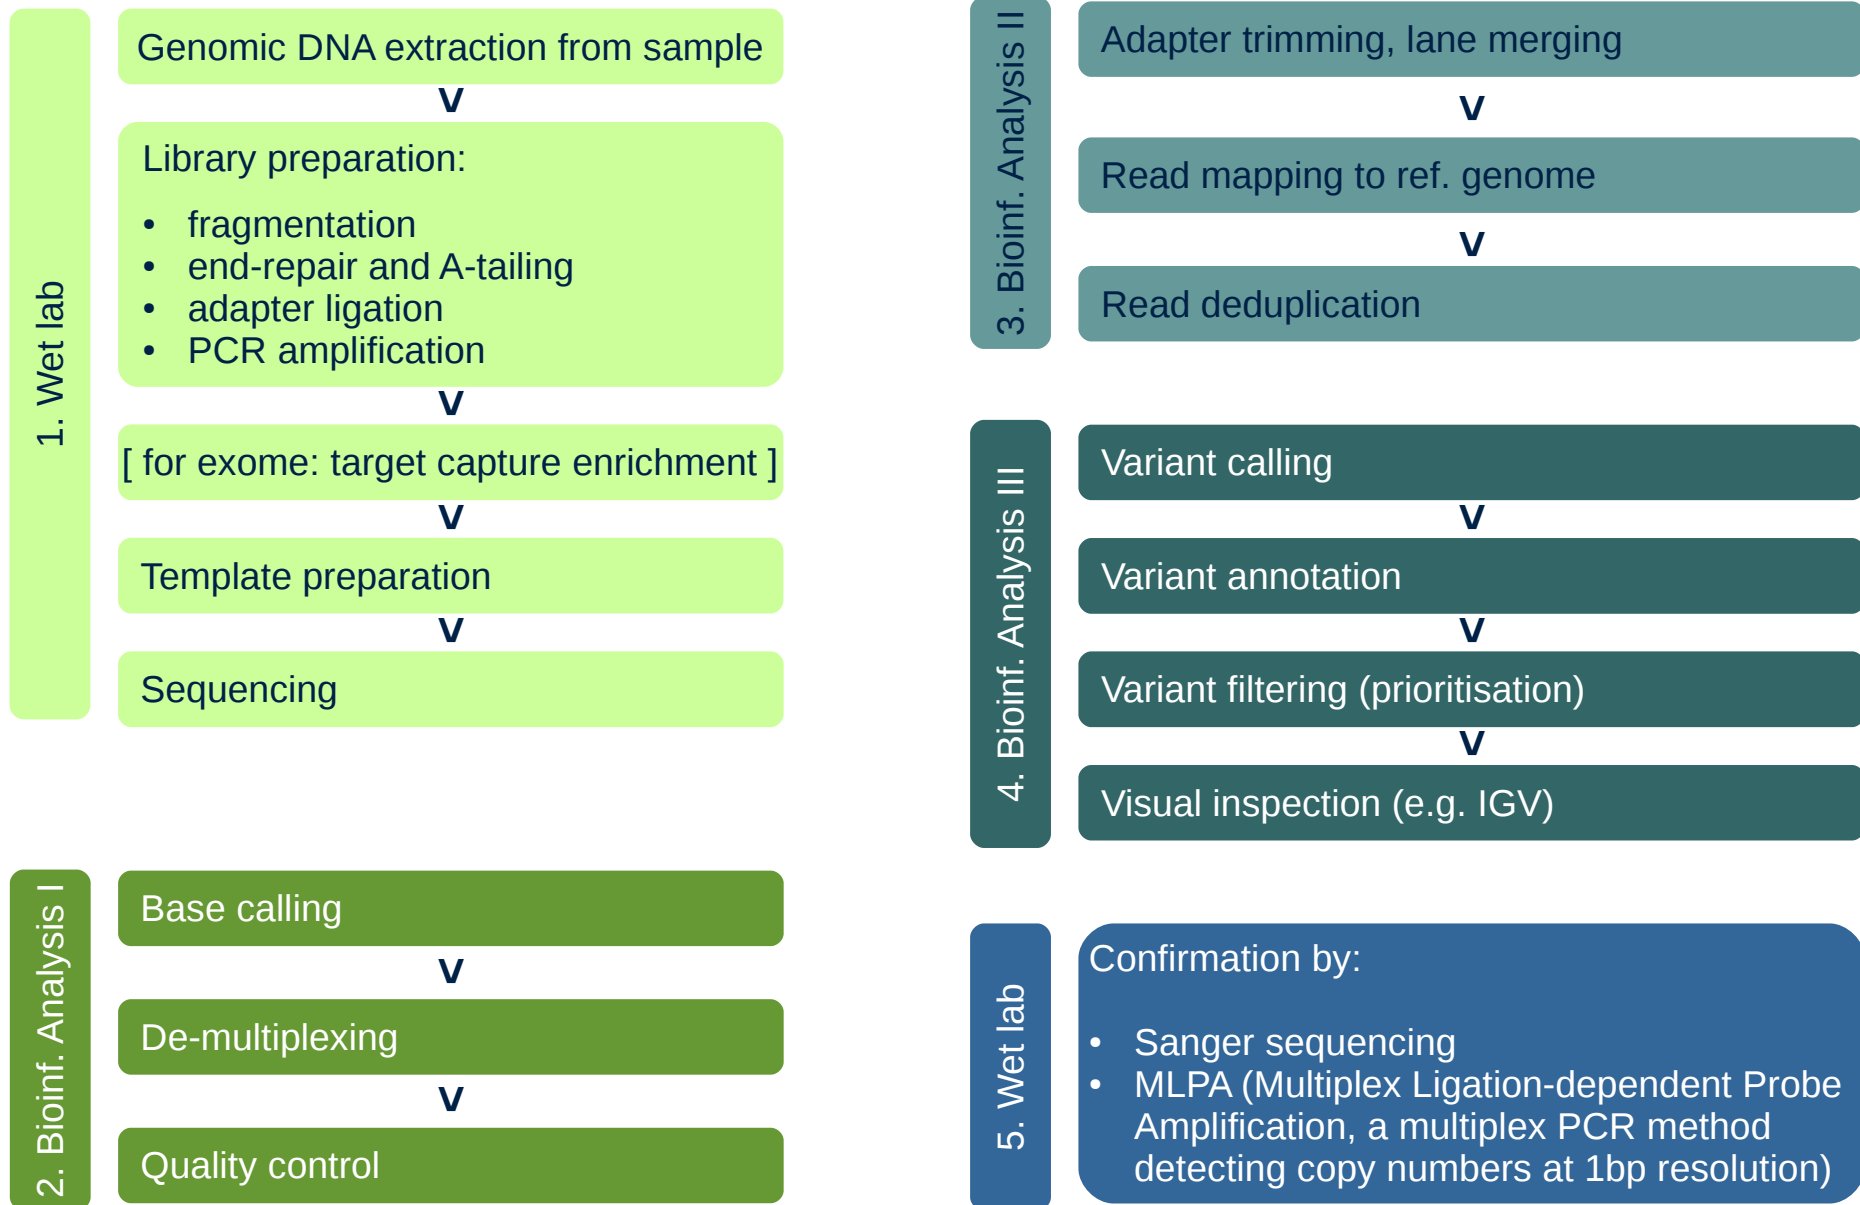 1. Wet lab
Genomic DNA extraction from sample
V
Library preparation:
• fragmentation
• end-repair and A-tailing
• adapter ligation
• PCR amplification
V
[ for exome: target capture enrichment ]
V
Template preparation
V
Sequencing
2. Bioinf. Analysis I
Base calling
V
De-multiplexing
V
Quality control
3. Bioinf. Analysis II
Adapter trimming, lane merging
V
Read mapping to ref. genome
V
Read deduplication
4. Bioinf. Analysis III
Variant calling
V
Variant annotation
V
Variant filtering (prioritisation)
V
Visual inspection (e.g. IGV)
5. Wet lab
Confirmation by:
• Sanger sequencing
• MLPA (Multiplex Ligation-dependent Probe
Amplification, a multiplex PCR method
detecting copy numbers at 1bp resolution)